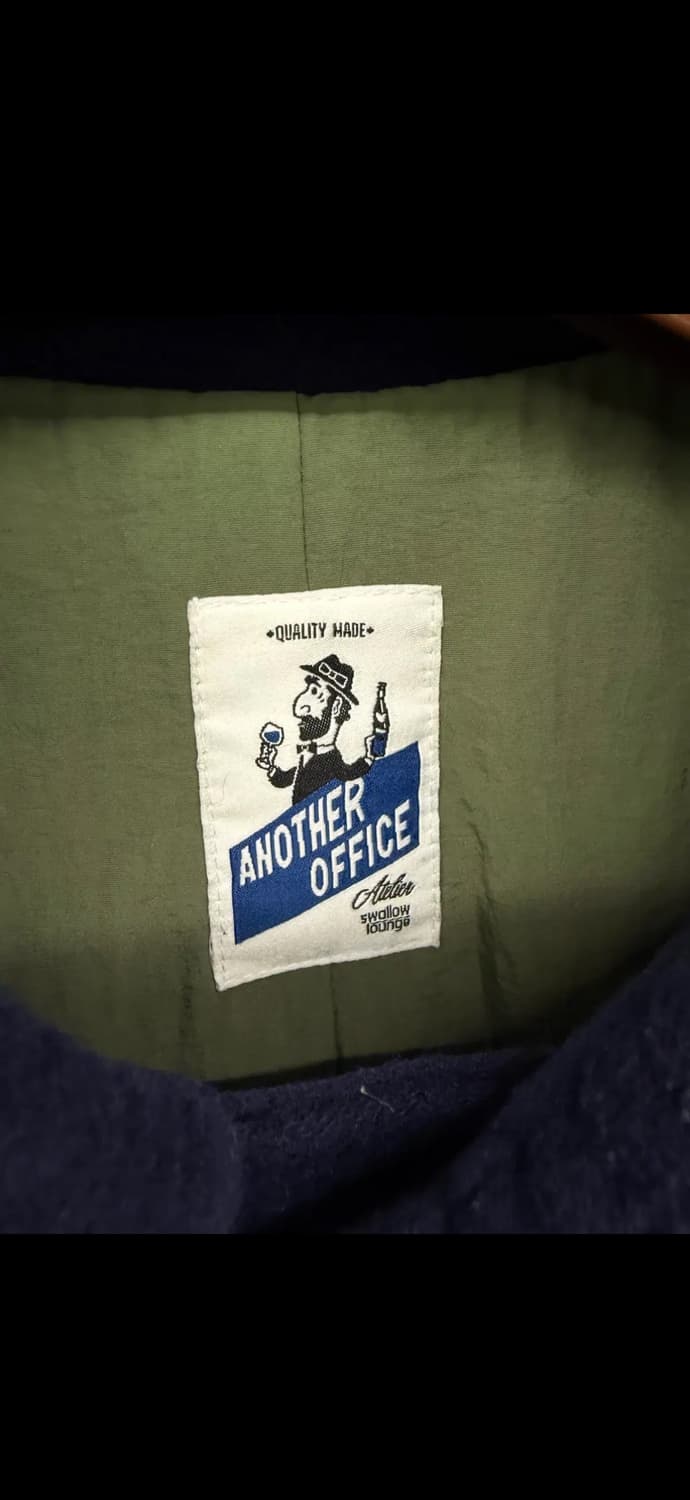 QUALITY MADE
ANOTHER
OFFICE
Atelier
swallow
lounge